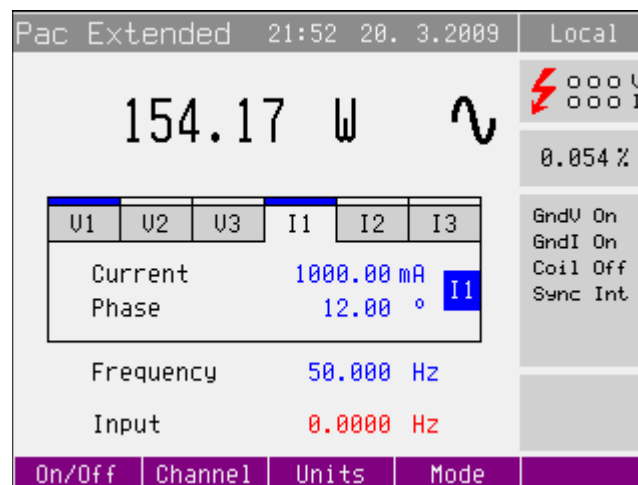 Pac Extended 21:52 20. 3.2009 Local
154.17 W
ooo V
ooo I
0.054 %
V1 V2 V3 I1 I2 I3
Current 1000.00 mA
Phase 12.00 °
I1
GndV On
GndI On
Coil Off
Sync Int
Frequency 50.000 Hz
Input 0.0000 Hz
On/Off Channel Units Mode